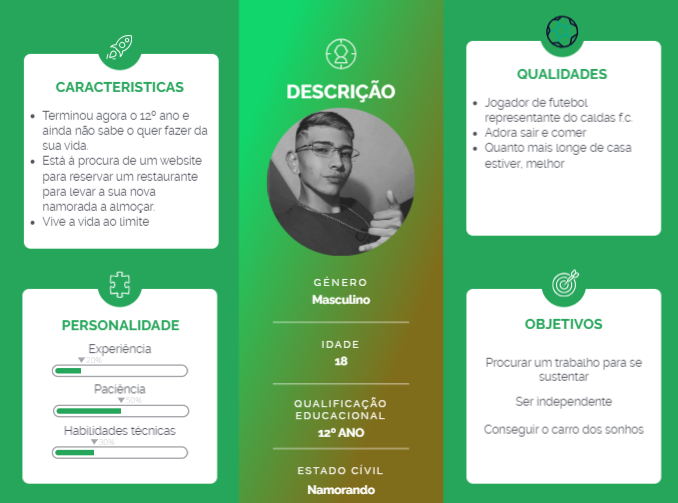 CARACTERISTICAS
Terminou agora o 12º ano e
ainda não sabe o quer fazer da
sua vida.
Está á procura de um website
para reservar um restaurante
para levar a sua nova
namorada a almoçar.
Vive a vida ao limite
PERSONALIDADE
Experiência
20%
Paciência
50%
Habilidades técnicas
30%
DESCRIÇÃO
GÉNERO
Masculino
IDADE
18
QUALIFICAÇÃO
EDUCACIONAL
12º ANO
ESTADO CÍVIL
Namorando
QUALIDADES
Jogador de futebol
representante do caldas f.c.
Adora sair e comer
Quanto mais longe de casa
estiver, melhor
OBJETIVOS
Procurar um trabalho para se
sustentar
Ser independente
Conseguir o carro dos sonhos